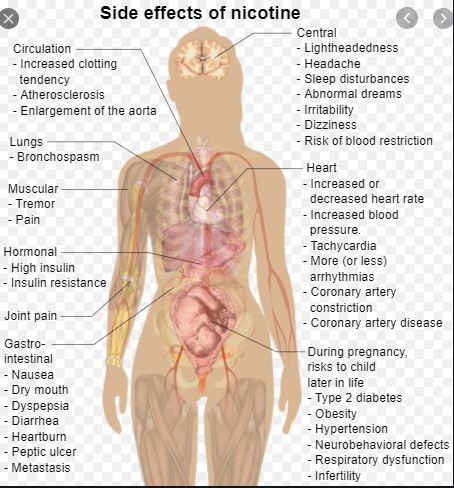 Side effects of nicotine
Circulation
- Increased clotting
tendency
- Atherosclerosis
- Enlargement of the aorta
Lungs
- Bronchospasm
Muscular
- Tremor
- Pain
Hormonal
- High insulin
- Insulin resistance
Joint pain
Gastro-
intestinal
- Nausea
- Dry mouth
- Dyspepsia
- Diarrhea
- Heartburn
- Peptic ulcer
- Metastasis
Central
- Lightheadedness
- Headache
- Sleep disturbances
- Abnormal dreams
- Irritability
- Dizziness
- Risk of blood restriction
Heart
- Increased or
decreased heart rate
- Increased blood
pressure.
- Tachycardia
- More (or less)
arrhythmias
- Coronary artery
constriction
- Coronary artery disease
During pregnancy,
risks to child
later in life
- Type 2 diabetes
- Obesity
- Hypertension
- Neurobehavioral defects
- Respiratory dysfunction
- Infertility